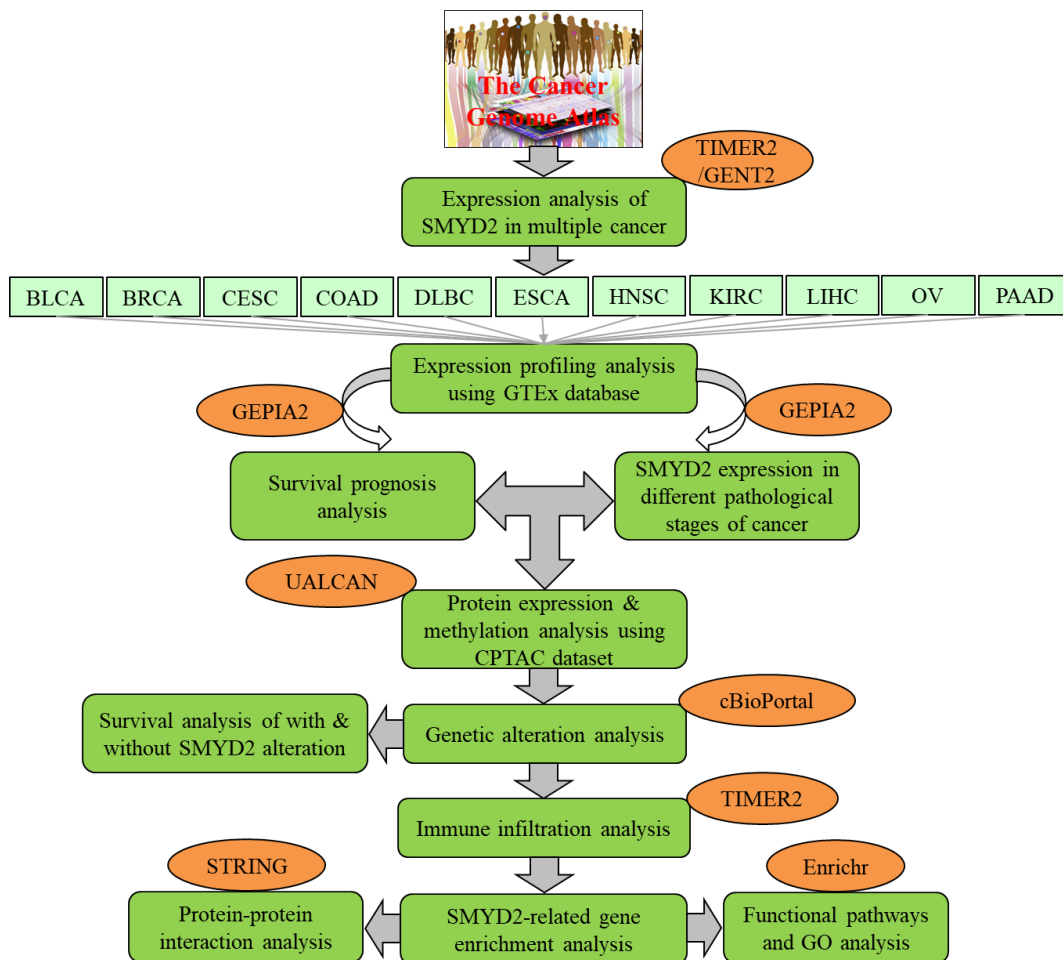 The Cancer
Genome Atlas
TIMER2
/GENT2
Expression analysis of
SMYD2 in multiple cancer
BLCA
BRCA
CESC
COAD
DLBC
ESCA
HNSC
KIRC
LIHC
OV
PAAD
Expression profiling analysis
using GTEx database
GEPIA2
GEPIA2
Survival prognosis
analysis
SMYD2 expression in
different pathological
stages of cancer
UALCAN
Protein expression &
methylation analysis using
CPTAC dataset
cBioPortal
Survival analysis of with &
without SMYD2 alteration
Genetic alteration analysis
TIMER2
Immune infiltration analysis
STRING
Enrichr
Protein-protein
interaction analysis
SMYD2-related gene
enrichment analysis
Functional pathways
and GO analysis